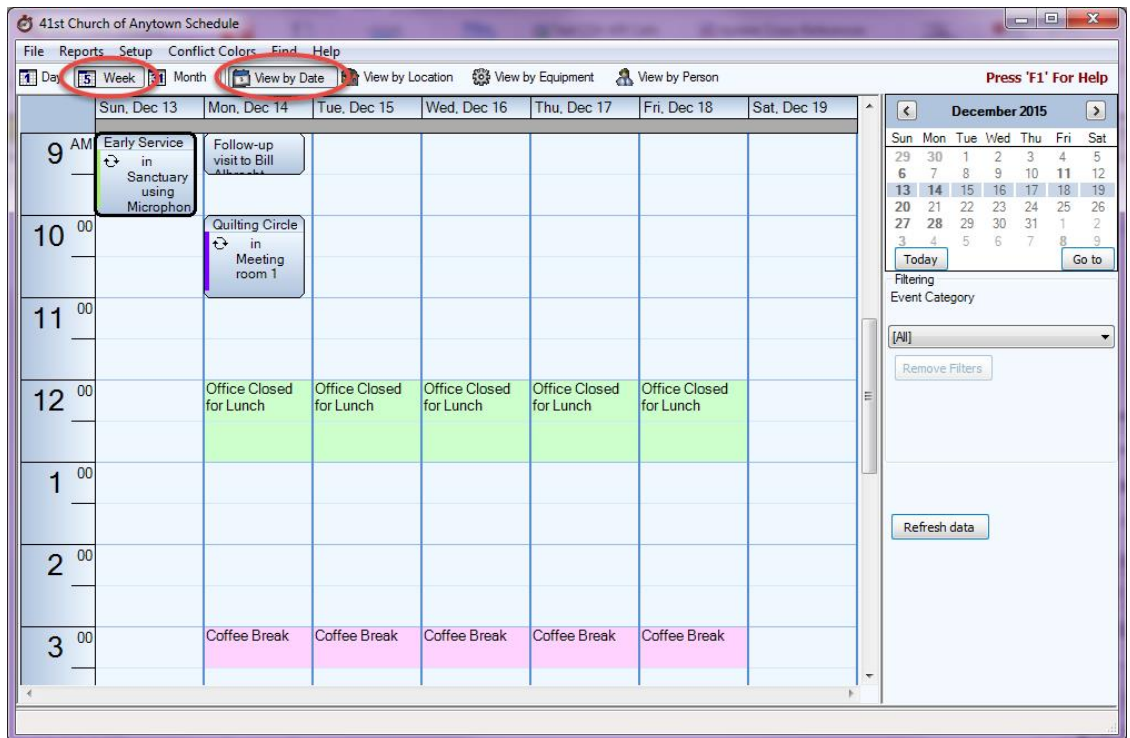 41st Church of Anytown Schedule
File Reports Setup Conflict Colors Find Help
1 Day 5 Week 31 Month View by Date View by Location View by Equipment View by Person Press 'F1' For Help
Sun, Dec 13 Mon, Dec 14 Tue, Dec 15 Wed, Dec 16 Thu, Dec 17 Fri, Dec 18 Sat, Dec 19
9 AM
Early Service
in
Sanctuary
using
Microphon
Follow-up
visit to Bill
10 00
Quilting Circle
in
Meeting
room 1
11 00
12 00
Office Closed Office Closed Office Closed Office Closed Office Closed
for Lunch for Lunch for Lunch for Lunch for Lunch
1 00
2 00
3 00
Coffee Break Coffee Break Coffee Break Coffee Break Coffee Break
December 2015
Sun Mon Tue Wed Thu Fri Sat
29 30 1 2 3 4 5
6 7 8 9 10 11 12
13 14 15 16 17 18 19
20 21 22 23 24 25 26
27 28 29 30 31 1 2
3 4 5 6 7 8 9
Today Go to
Filtering
Event Category
[All]
Remove Filters
Refresh data